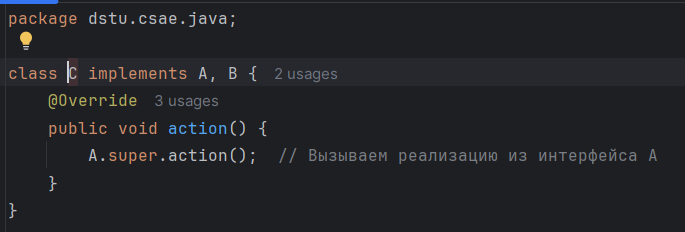 package dstu.csae.java;
class C implements A, B {  2 usages
    @Override  3 usages
    public void action() {
        A.super.action();  // Вызываем реализацию из интерфейса A
    }
}